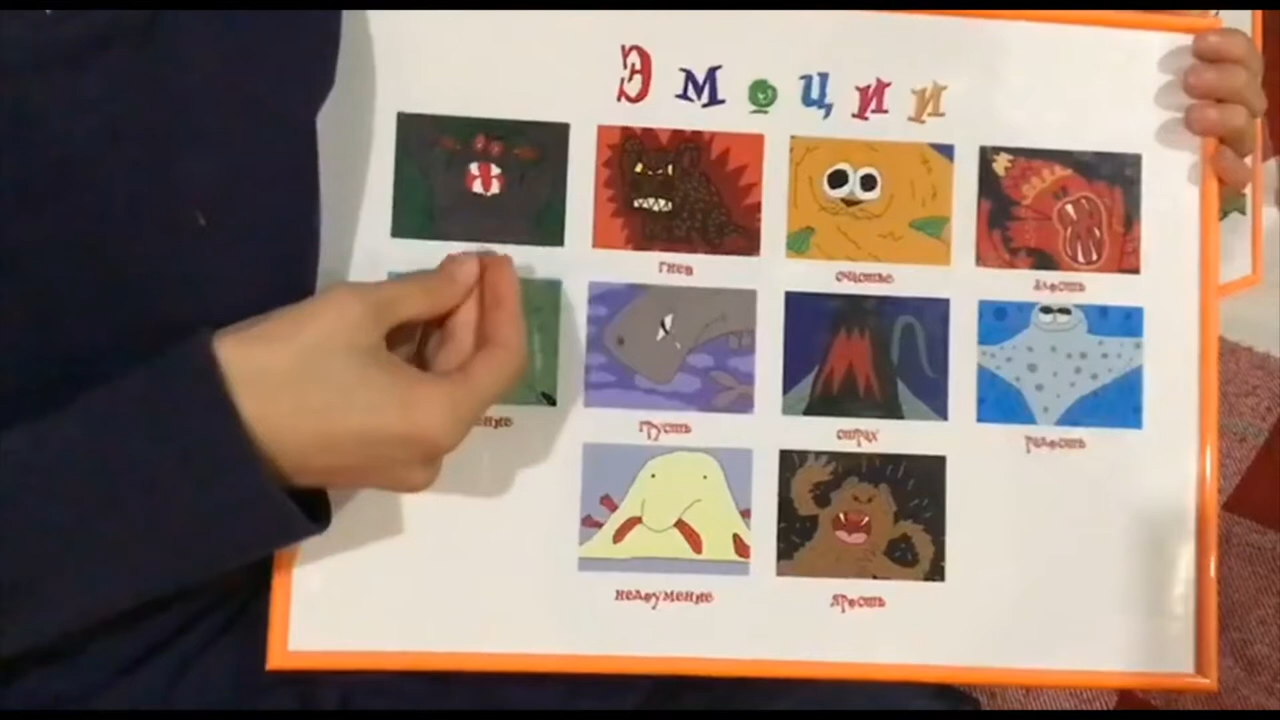 Эмоции
гнев счастье злость
грусть страх радость
недоумение ярость